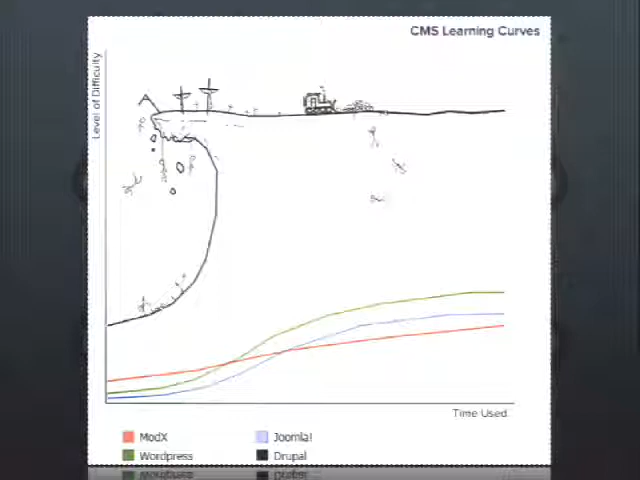 CMS Learning Curves
Level of Difficulty
Time Used
ModX
Joomla!
Wordpress
Drupal